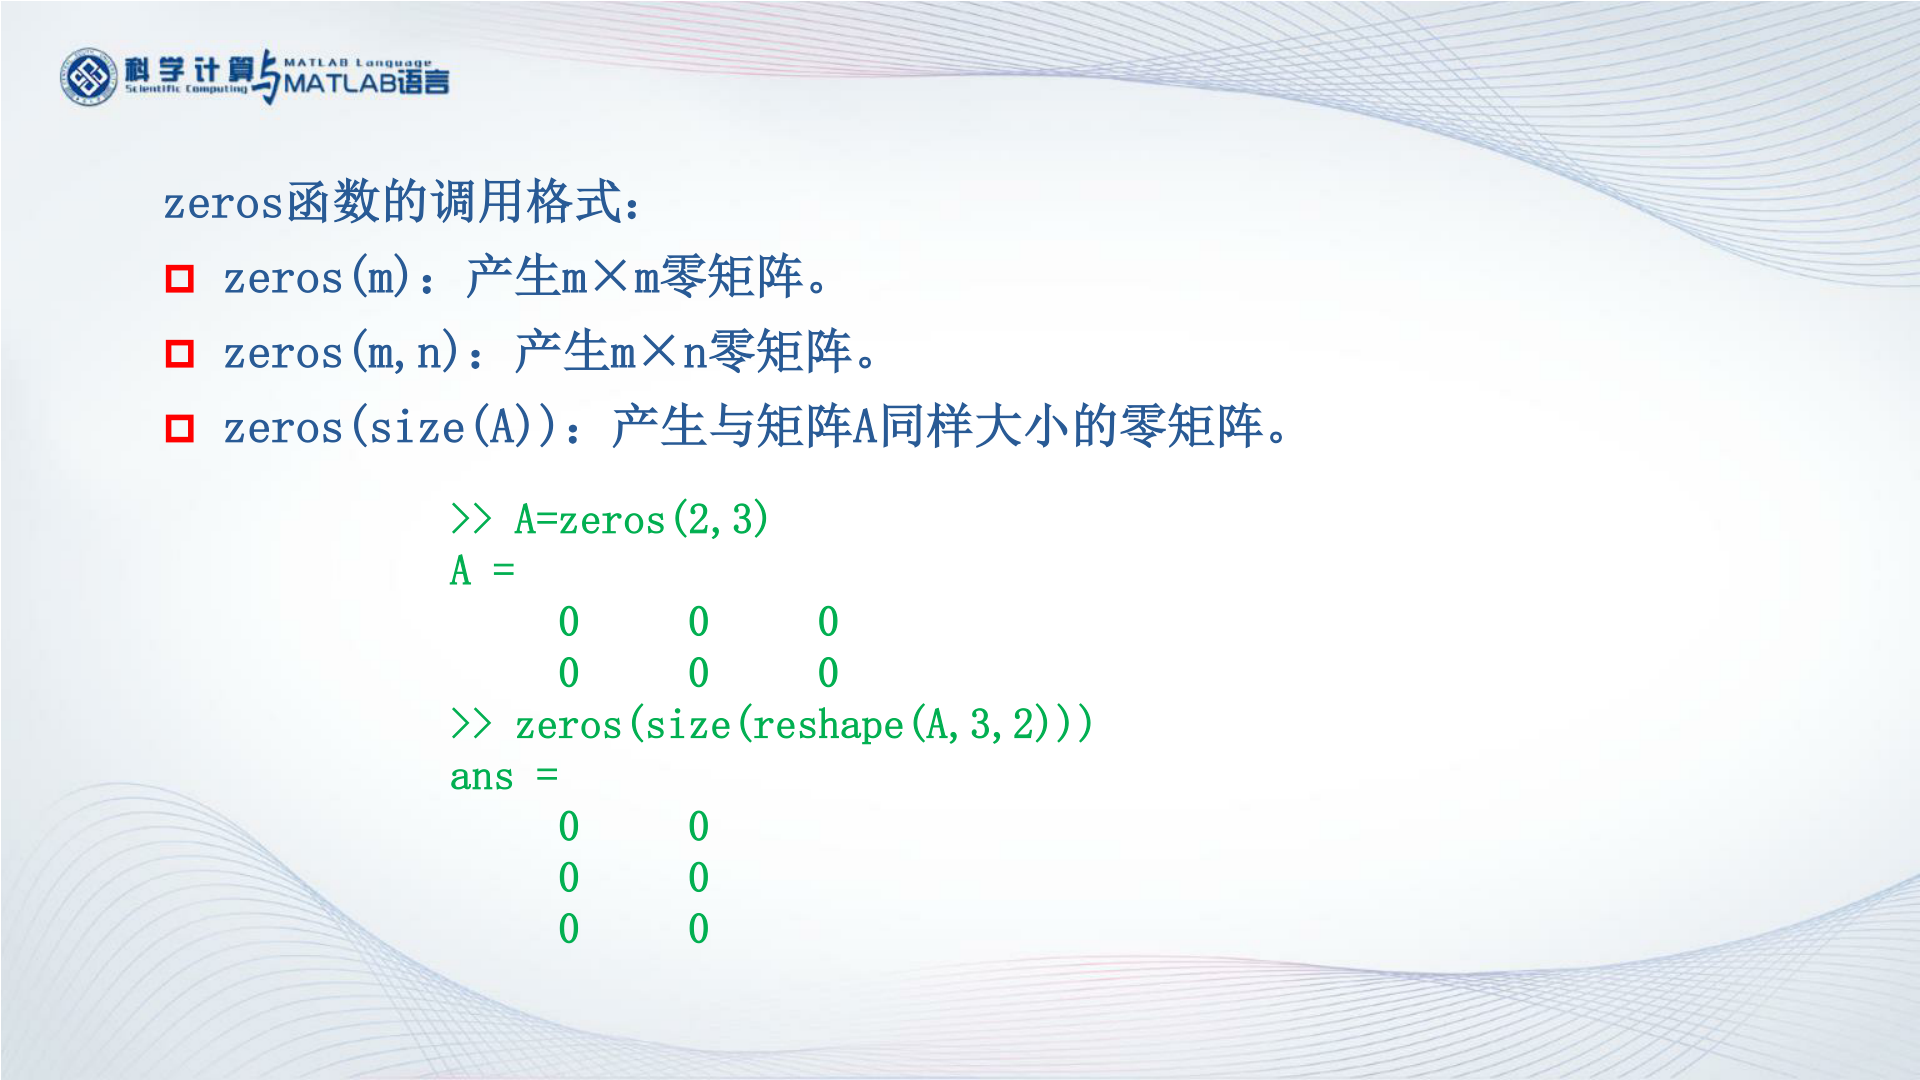 科学计算与MATLAB语言
Scientific Computing
MATLAB Language
zeros函数的调用格式：
zeros(m)：产生m×m零矩阵。
zeros(m,n)：产生m×n零矩阵。
zeros(size(A))：产生与矩阵A同样大小的零矩阵。
>> A=zeros(2,3)
A =
0 0 0
0 0 0
>> zeros(size(reshape(A,3,2)))
ans =
0 0
0 0
0 0